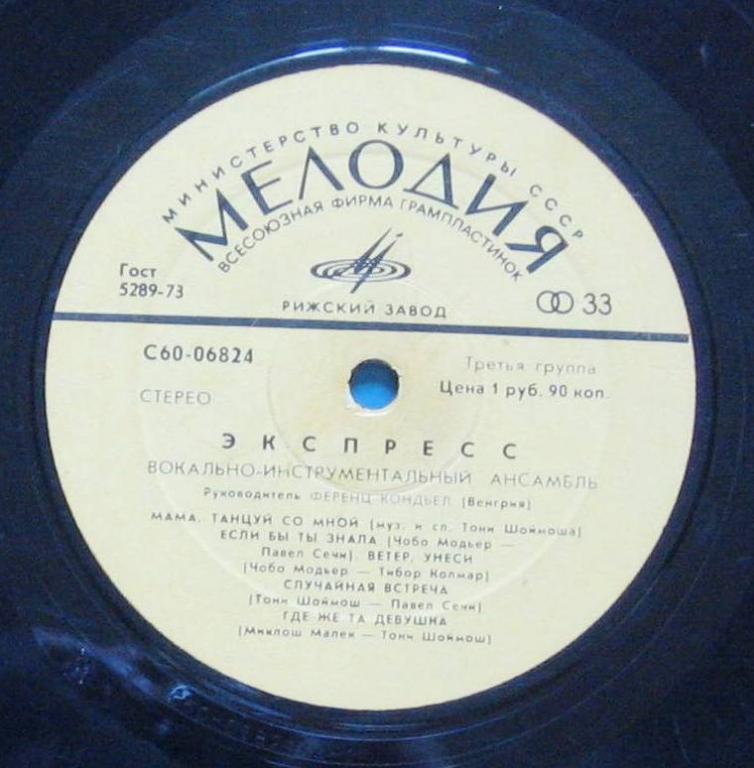 МИНИСТЕРСТВО КУЛЬТУРЫ СССР
МЕЛОДИЯ
ВСЕСОЮЗНАЯ ФИРМА ГРАМПЛАСТИНОК
Гост
5289-73
РИЖСКИЙ ЗАВОД
33
С60-06824
Третья группа
СТЕРЕО
Цена 1 руб. 90 коп.
ЭКСПРЕСС
ВОКАЛЬНО-ИНСТРУМЕНТАЛЬНЫЙ АНСАМБЛЬ
Руководитель ФЕРЕНЦ КОНДЬЕЛ (Венгрия)
МАМА, ТАНЦУЙ СО МНОЙ (муз. и сл. Тони Шоймоша)
ЕСЛИ БЫ ТЫ ЗНАЛА (Чобо Модьер —
Павел Сечи). ВЕТЕР, УНЕСИ
(Чобо Модьер — Тибор Колмар)
СЛУЧАЙНАЯ ВСТРЕЧА
(Тони Шоймош — Павел Сечи)
ГДЕ ЖЕ ТА ДЕВУШКА
(Миклош Малек — Тони Шоймош)